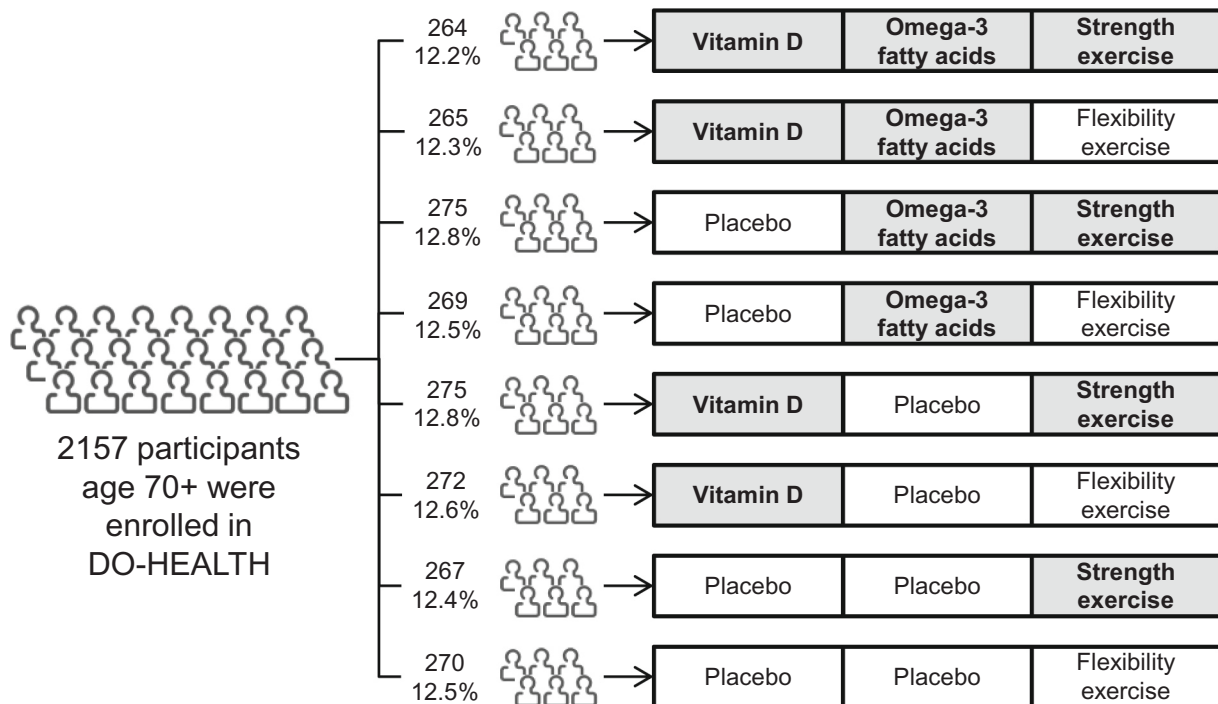 264
12.2%
Vitamin D
Omega-3
fatty acids
Strength
exercise
265
12.3%
Vitamin D
Omega-3
fatty acids
Flexibility
exercise
275
12.8%
Placebo
Omega-3
fatty acids
Strength
exercise
269
12.5%
Placebo
Omega-3
fatty acids
Flexibility
exercise
2157 participants
age 70+ were
enrolled in
DO-HEALTH
275
12.8%
Vitamin D
Placebo
Strength
exercise
272
12.6%
Vitamin D
Placebo
Flexibility
exercise
267
12.4%
Placebo
Placebo
Strength
exercise
270
12.5%
Placebo
Placebo
Flexibility
exercise